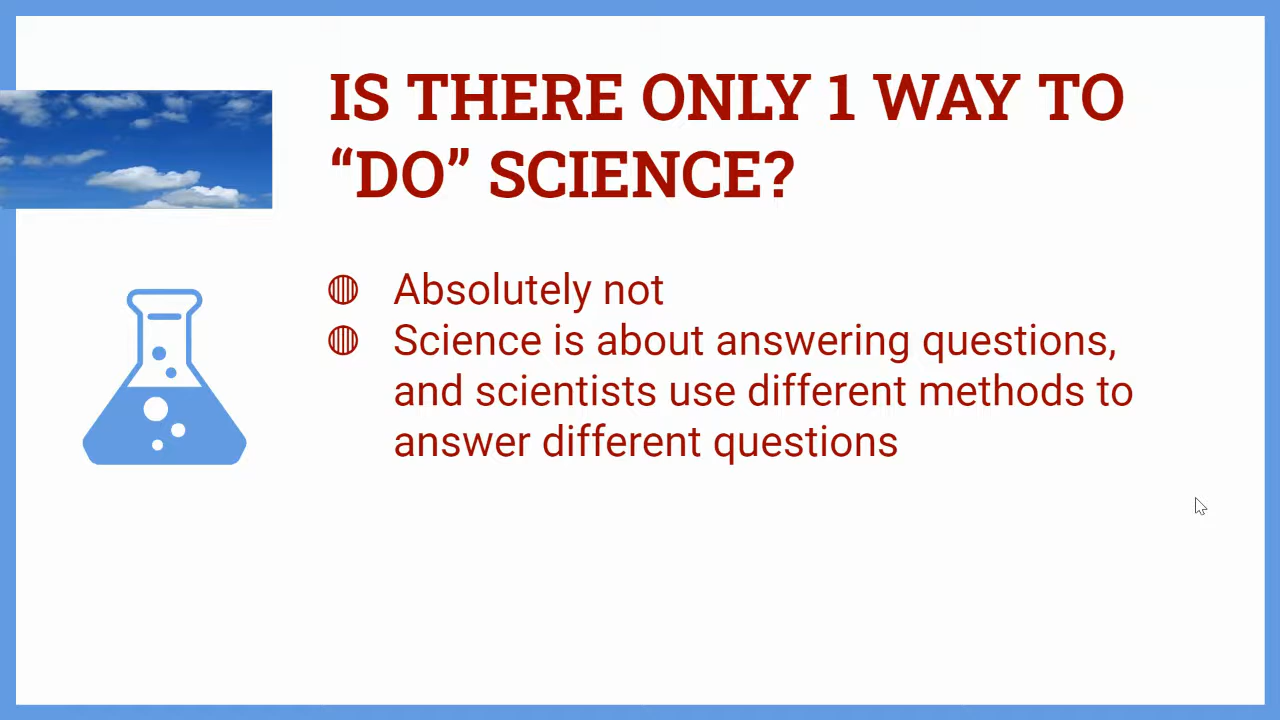 IS THERE ONLY 1 WAY TO
“DO” SCIENCE?
Absolutely not
Science is about answering questions,
and scientists use different methods to
answer different questions